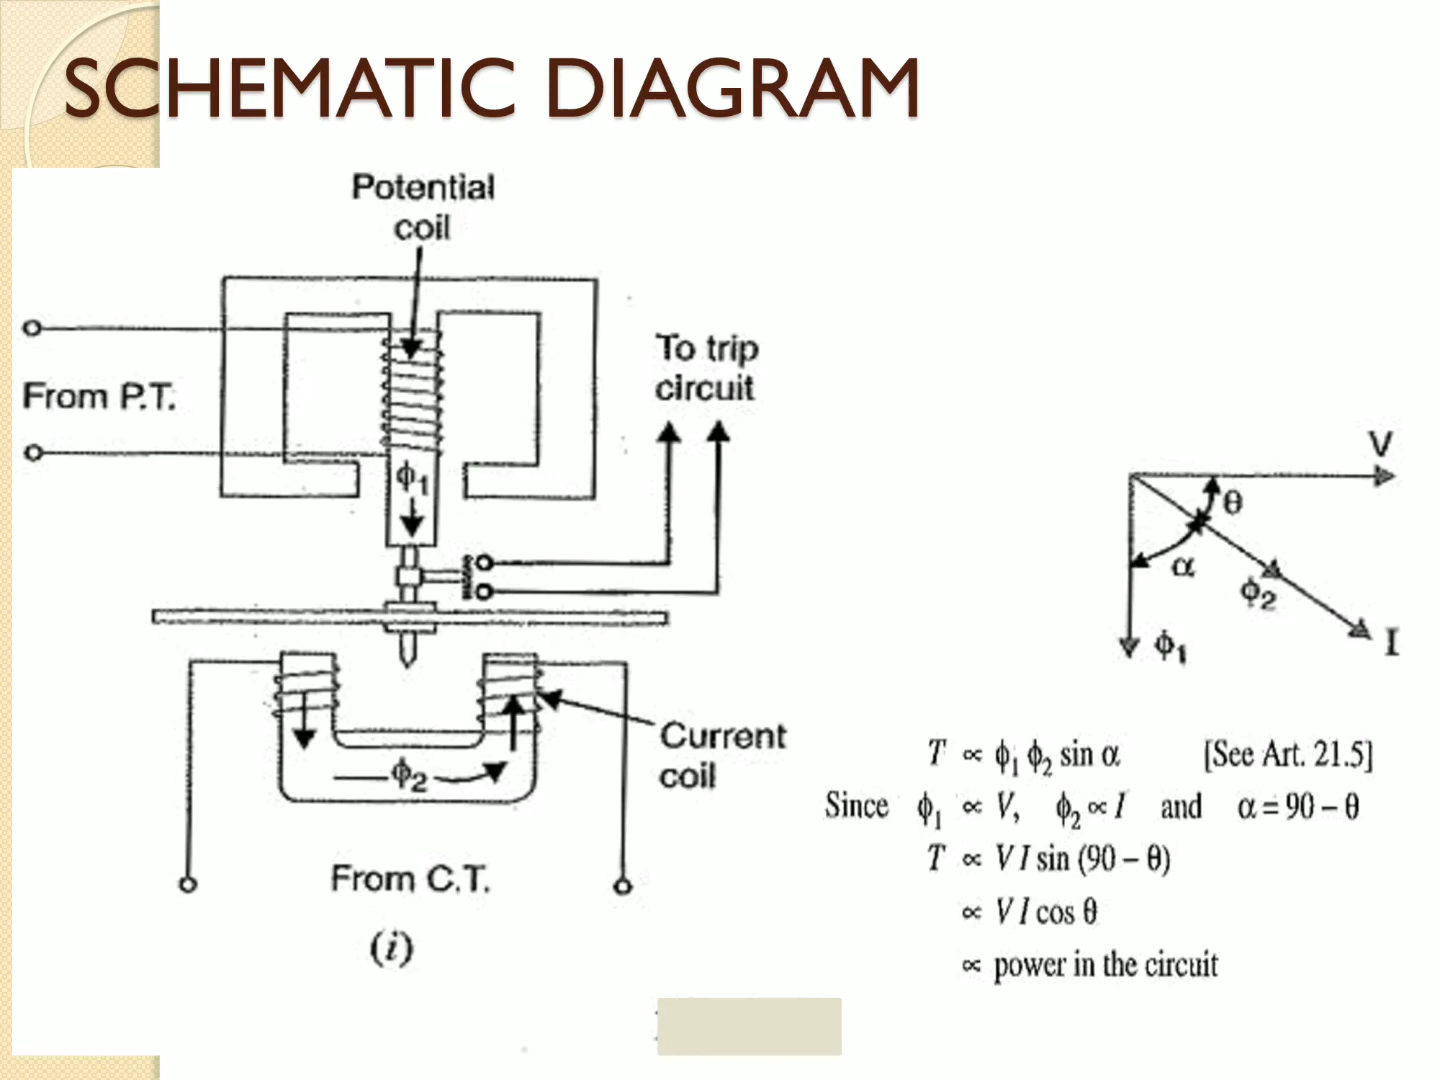 SCHEMATIC DIAGRAM
Potential
coil
From P.T.
ϕ1
To trip
circuit
ϕ2
Current
coil
From C.T.
(i)
V
θ
α
ϕ2
ϕ1
I
T ∝ ϕ1 ϕ2 sin α [See Art. 21.5]
Since ϕ1 ∝ V, ϕ2 ∝ I and α = 90 – θ
T ∝ V I sin (90 – θ)
∝ V I cos θ
∝ power in the circuit